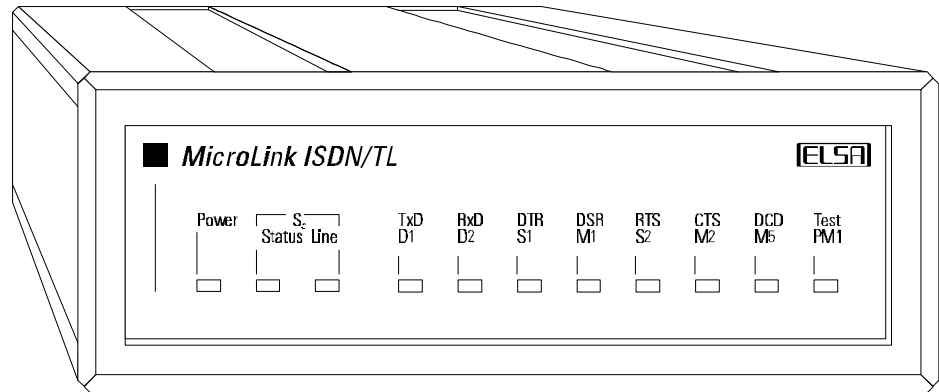 MicroLink ISDN/TL
ELSA
Power S₀ TxD RxD DTR DSR RTS CTS DCD Test
Status Line D1 D2 S1 M1 S2 M2 M5 PM1